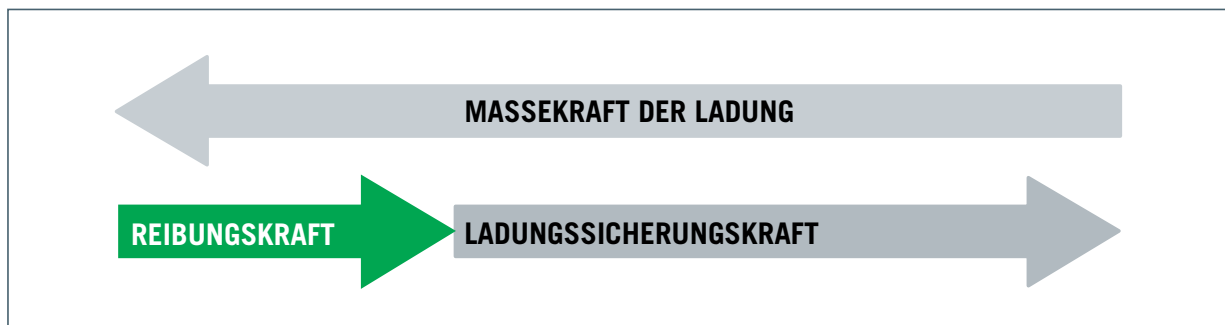 MASSEKRAFT DER LADUNG
REIBUNGSKRAFT
LADUNGSSICHERUNGSKRAFT